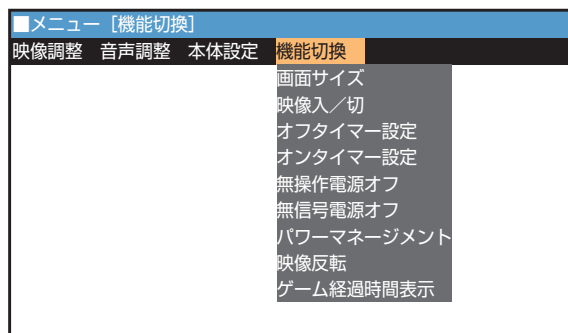 ■メニュー [機能切換]
映像調整 音声調整 本体設定 機能切換
画面サイズ
映像入／切
オフタイマー設定
オンタイマー設定
無操作電源オフ
無信号電源オフ
パワーマネージメント
映像反転
ゲーム経過時間表示